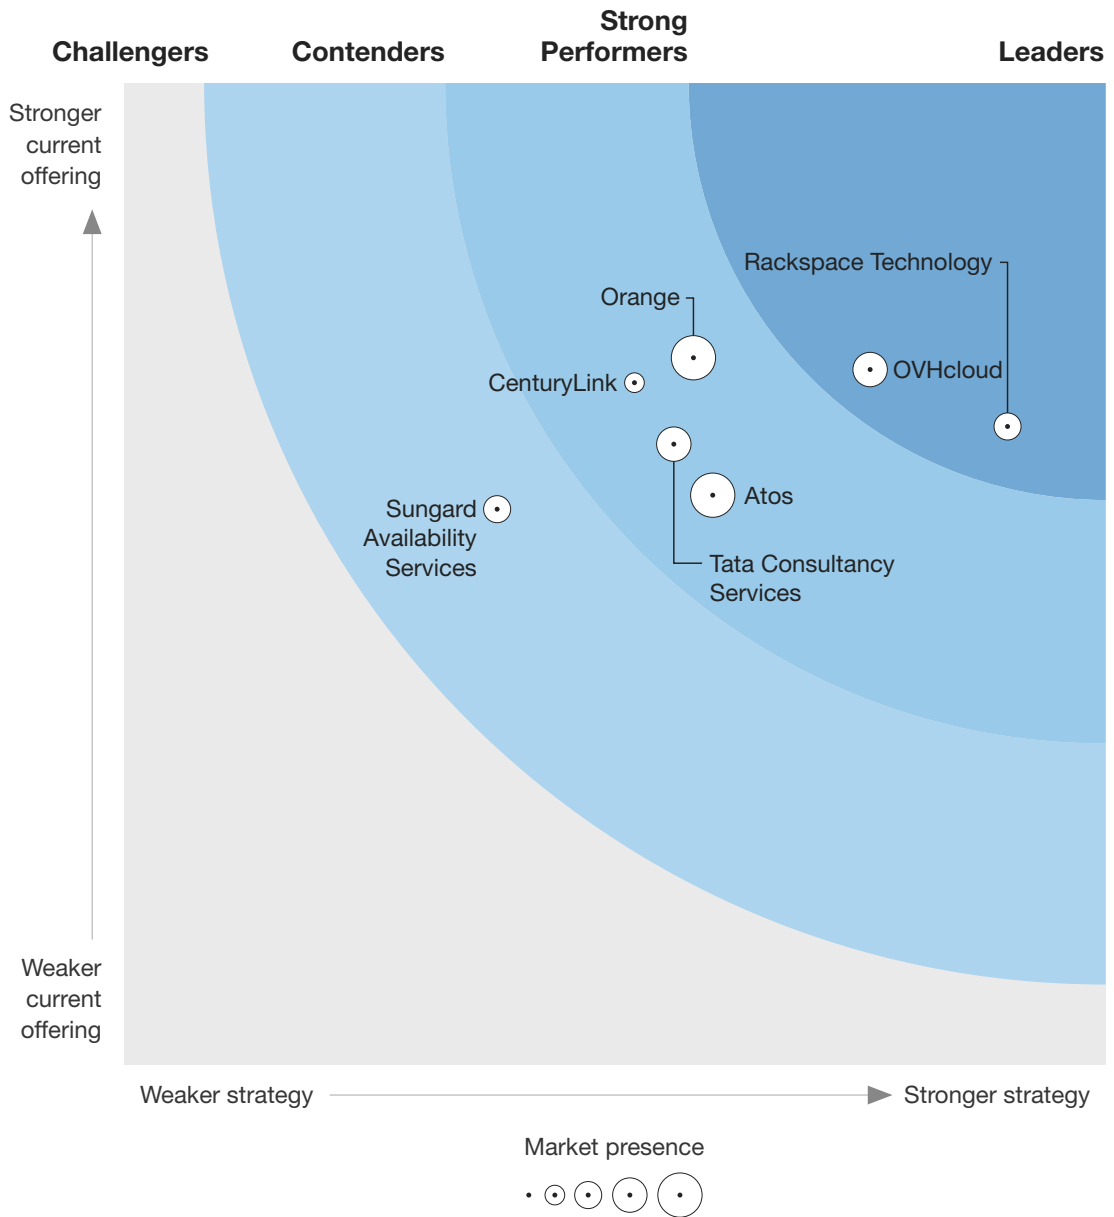 Challengers
Contenders
Strong
Performers
Leaders
Stronger
current
offering
Rackspace Technology
Orange
OVHcloud
CenturyLink
Atos
Sungard
Availability
Services
Tata Consultancy
Services
Weaker
current
offering
Weaker strategy
Stronger strategy
Market presence